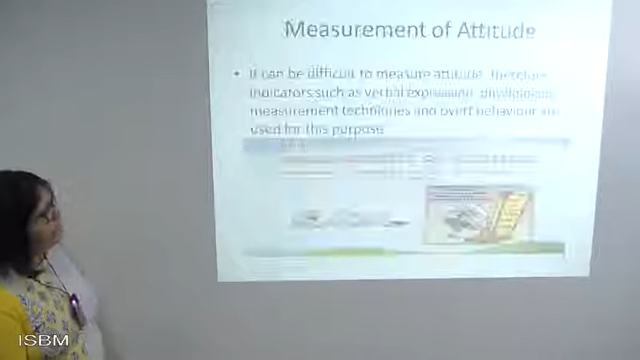 Measurement of Attitude
• It can be difficult to measure attitude, therefore
indicators such as verbal expression, physiological
measurement techniques and overt behaviour are
used for this purpose
ISBM